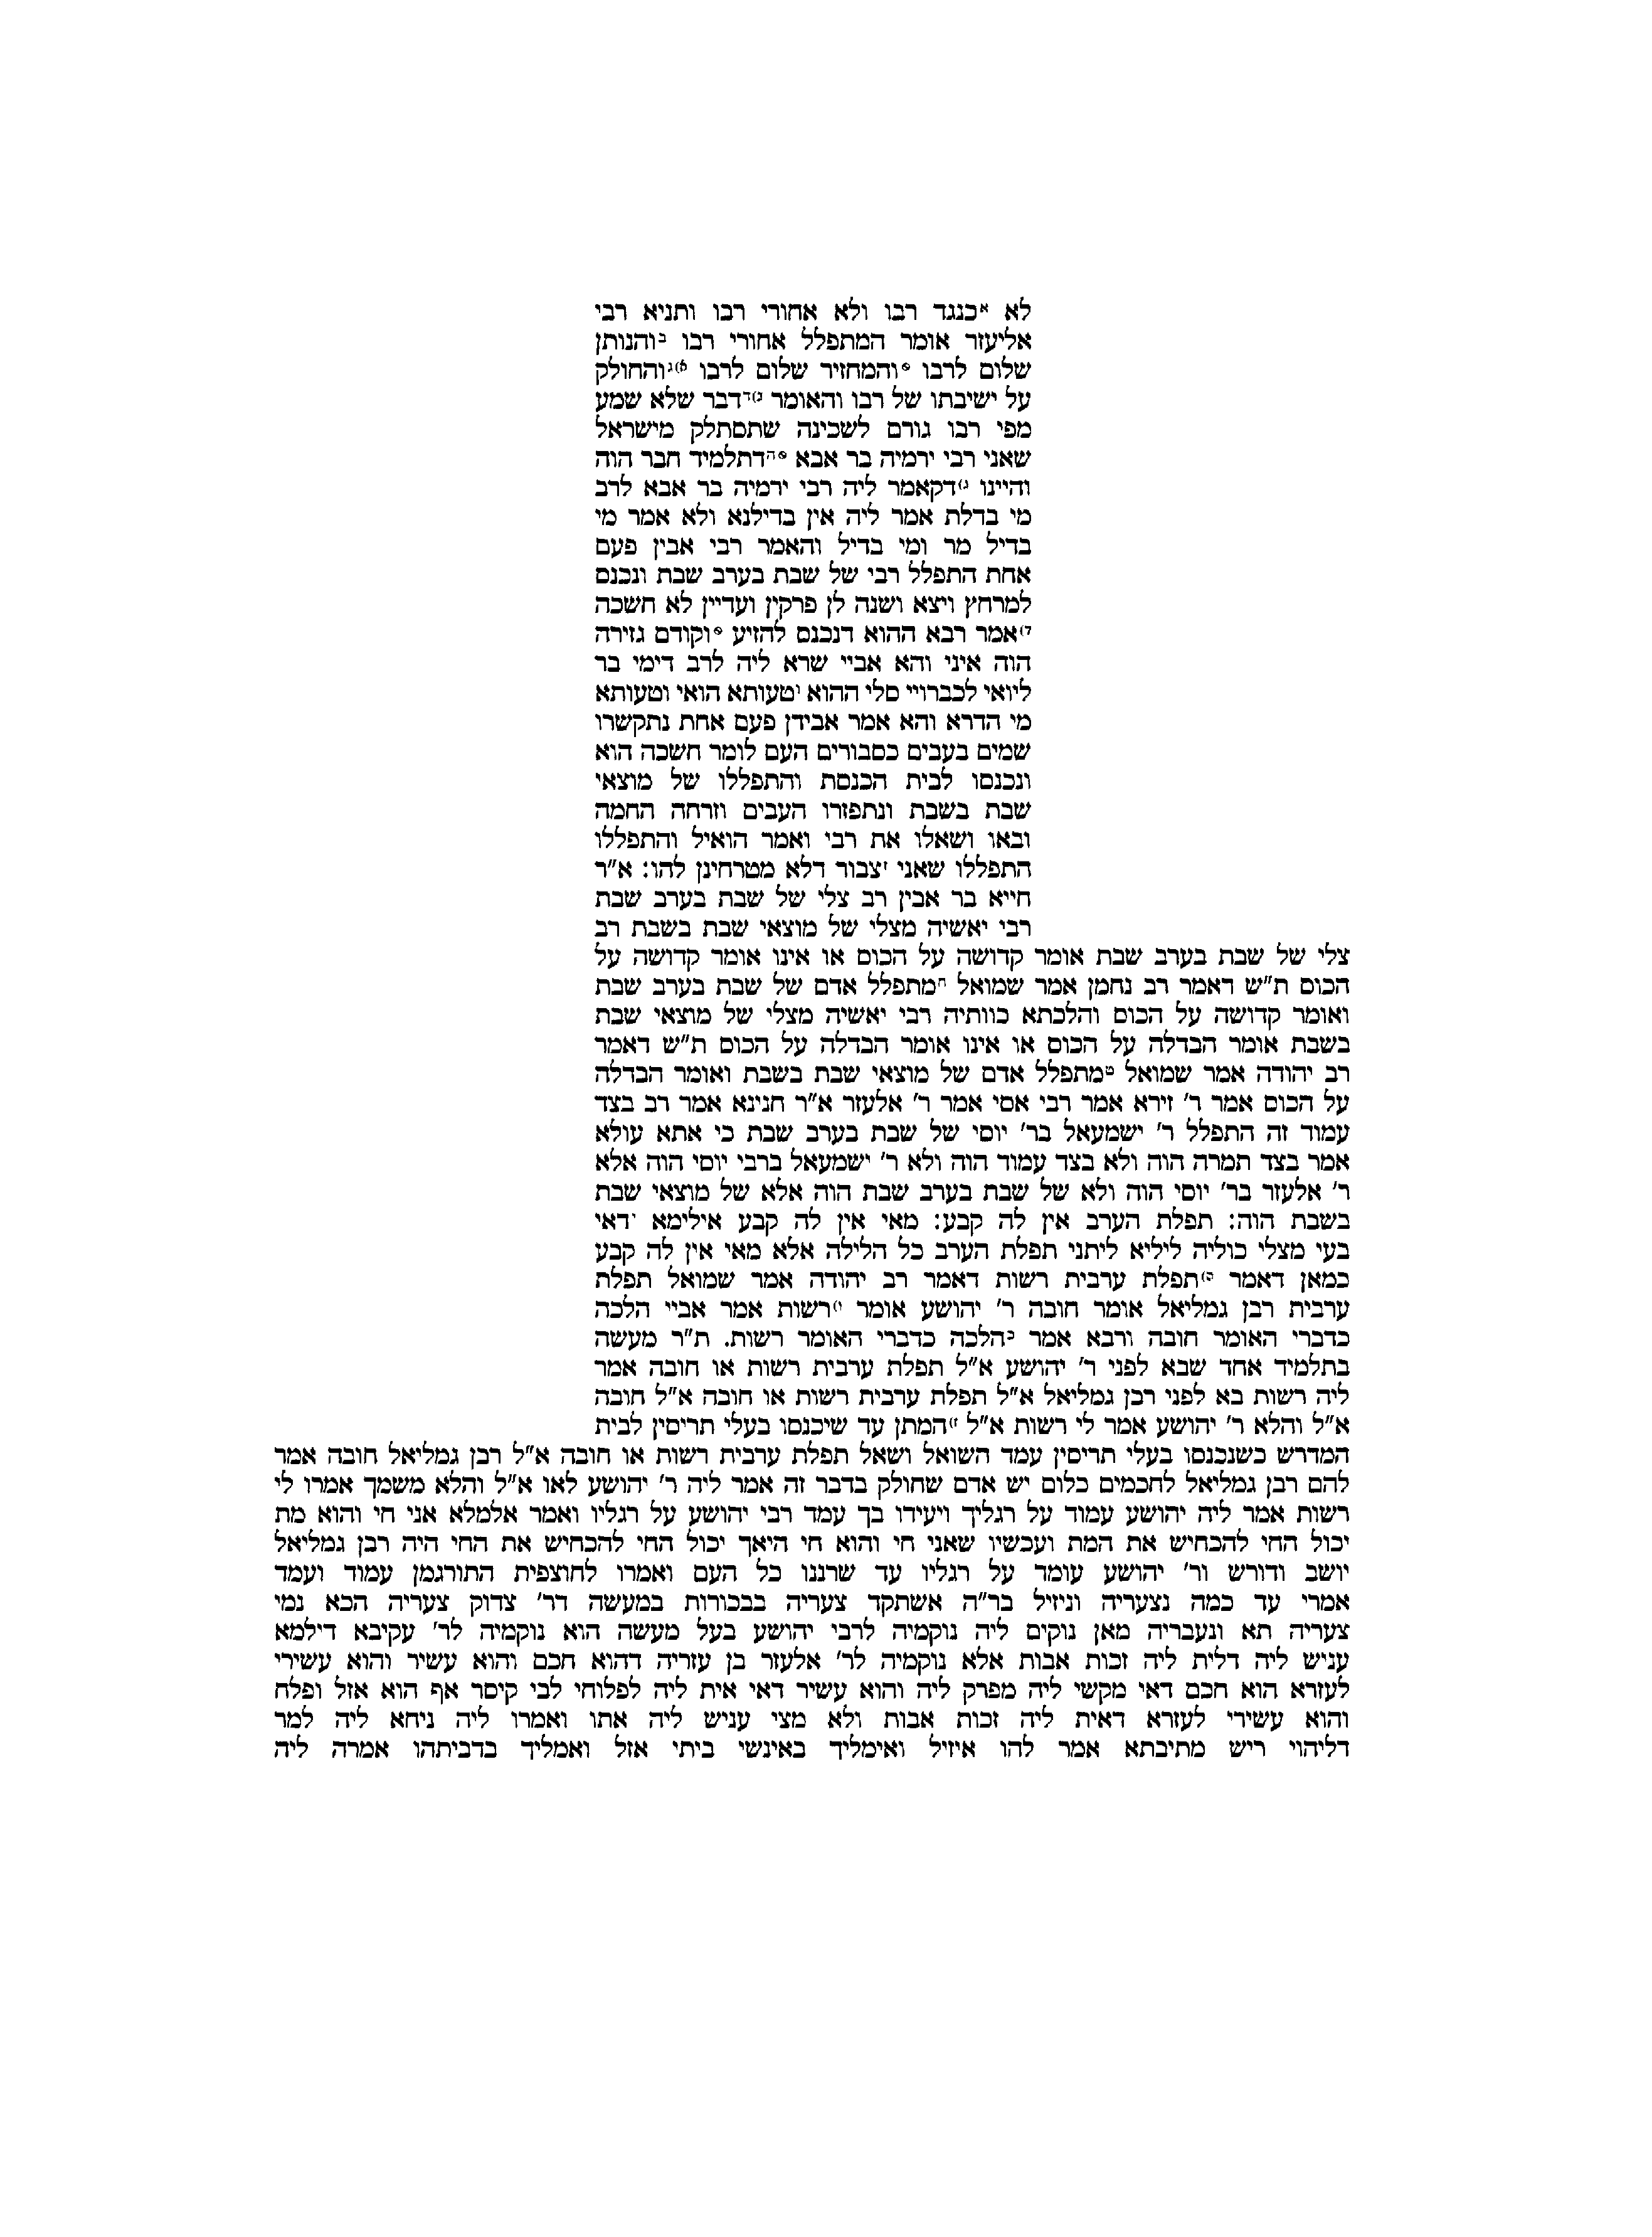 לא א כנגד רבו ולא אחורי רבו ותניא רבי
אליעזר אומר המתפלל אחורי רבו ב והנותן
שלום לרבו ° והמחזיר שלום לרבו א) ג והחולק
על ישיבתו של רבו והאומר ב) ד דבר שלא שמע
מפי רבו גורם לשכינה שתסתלק מישראל
שאני רבי ירמיה בר אבא ° ה דתלמיד חבר הוה
והיינו ג) דקאמר ליה רבי ירמיה בר אבא לרב
מי בדלת אמר ליה אין בדילנא ולא אמר מי
בדיל מר ומי בדיל והאמר רבי אבין פעם
אחת התפלל רבי של שבת בערב שבת ונכנס
למרחץ ויצא ושנה לן פרקין ועדיין לא חשכה
ד) אמר רבא ההוא דנכנס להזיע ° וקודם גזירה
הוה איני והא אביי שרא ליה לרב דימי בר
ליואי לכברויי סלי ההוא ו טעותא הואי וטעותא
מי הדרא והא אמר אבידן פעם אחת נתקשרו
שמים בעבים כסבורים העם לומר חשכה הוא
ונכנסו לבית הכנסת והתפללו של מוצאי
שבת בשבת ונתפזרו העבים וזרחה החמה
ובאו ושאלו את רבי ואמר הואיל והתפללו
התפללו שאני ז צבור דלא מטרחינן להו: א"ר
חייא בר אבין רב צלי של שבת בערב שבת
רבי יאשיה מצלי של מוצאי שבת בשבת רב
צלי של שבת בערב שבת אומר קדושה על הכוס או אינו אומר קדושה על
הכוס ת"ש דאמר רב נחמן אמר שמואל ח מתפלל אדם של שבת בערב שבת
ואומר קדושה על הכוס והלכתא כוותיה רבי יאשיה מצלי של מוצאי שבת
בשבת אומר הבדלה על הכוס או אינו אומר הבדלה על הכוס ת"ש דאמר
רב יהודה אמר שמואל ט מתפלל אדם של מוצאי שבת בשבת ואומר הבדלה
על הכוס אמר ר' זירא אמר רבי אסי אמר ר' אלעזר א"ר חנינא אמר רב בצד
עמוד זה התפלל ר' ישמעאל בר' יוסי של שבת בערב שבת כי אתא עולא
אמר בצד תמרה הוה ולא בצד עמוד הוה ולא ר' ישמעאל ברבי יוסי הוה אלא
ר' אלעזר בר' יוסי הוה ולא של שבת בערב שבת הוה אלא של מוצאי שבת
בשבת הוה: תפלת הערב אין לה קבע: מאי אין לה קבע אילימא י דאי
בעי מצלי כוליה ליליא ליתני תפלת הערב כל הלילה אלא מאי אין לה קבע
כמאן דאמר ה) תפלת ערבית רשות דאמר רב יהודה אמר שמואל תפלת
ערבית רבן גמליאל אומר חובה ר' יהושע אומר ו) רשות אמר אביי הלכה
כדברי האומר חובה ורבא אמר כ הלכה כדברי האומר רשות. ת"ר מעשה
בתלמיד אחד שבא לפני ר' יהושע א"ל תפלת ערבית רשות או חובה אמר
ליה רשות בא לפני רבן גמליאל א"ל תפלת ערבית רשות או חובה א"ל חובה
א"ל והלא ר' יהושע אמר לי רשות א"ל ז) המתן עד שיכנסו בעלי תריסין לבית
המדרש כשנכנסו בעלי תריסין עמד השואל ושאל תפלת ערבית רשות או חובה א"ל רבן גמליאל חובה אמר
להם רבן גמליאל לחכמים כלום יש אדם שחולק בדבר זה אמר ליה ר' יהושע לאו א"ל והלא משמך אמרו לי
רשות אמר ליה יהושע עמוד על רגליך ויעידו בך עמד רבי יהושע על רגליו ואמר אלמלא אני חי והוא מת
יכול החי להכחיש את המת ועכשיו שאני חי והוא חי היאך יכול החי להכחיש את החי היה רבן גמליאל
יושב ודורש ור' יהושע עומד על רגליו עד שרננו כל העם ואמרו לחוצפית התורגמן עמוד ועמד
אמרי עד כמה נצעריה וניזיל בר"ה אשתקד צעריה בבכורות במעשה דר' צדוק צעריה הכא נמי
צעריה תא ונעבריה מאן נוקים ליה נוקמיה לרבי יהושע בעל מעשה הוא נוקמיה לר' עקיבא דילמא
עניש ליה דלית ליה זכות אבות אלא נוקמיה לר' אלעזר בן עזריה דהוא חכם והוא עשיר והוא עשירי
לעזרא הוא חכם דאי מקשי ליה מפרק ליה והוא עשיר דאי אית ליה לפלוחי לבי קיסר אף הוא אזל ופלח
והוא עשירי לעזרא דאית ליה זכות אבות ולא מצי עניש ליה אתו ואמרו ליה ניחא ליה למר
דליהוי ריש מתיבתא אמר להו איזיל ואימליך באינשי ביתי אזל ואמליך בדביתהו אמרה ליה